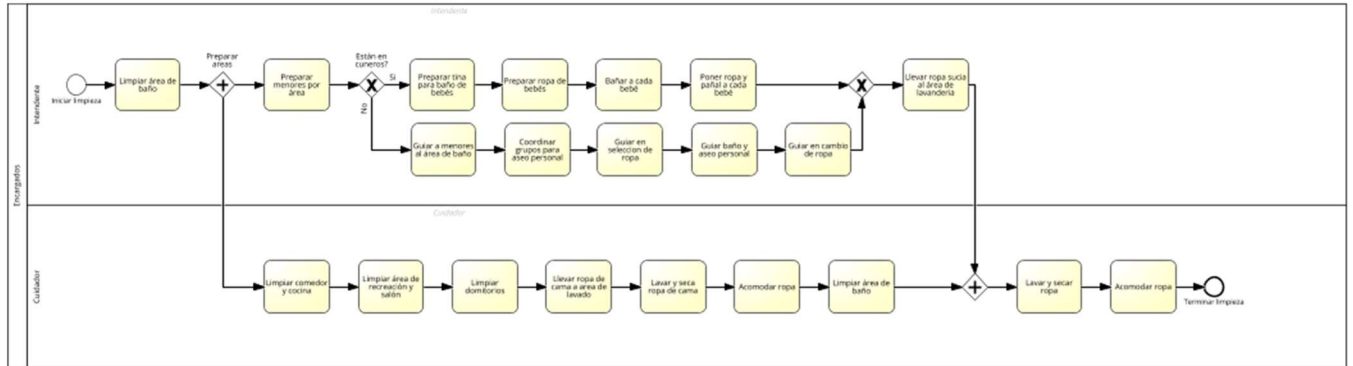 Intendente
Encargados
Intendente
Iniciar limpieza
Limpiar área de
baño
Preparar
areas
Preparar
menores por
área
Están en
cuneros?
Si
No
Preparar tina
para baño de
bebés
Preparar ropa de
bebés
Bañar a cada
bebé
Poner ropa y
pañal a cada
bebé
Llevar ropa sucia
al área de
lavandería
Guiar a menores
al área de baño
Coordinar
grupos para
aseo personal
Guiar en
seleccion de
ropa
Guiar baño y
aseo personal
Guiar en cambio
de ropa
Cuidador
Cuidador
Limpiar comedor
y cocina
Limpiar área de
recreación y
salón
Limpiar
domitorios
Llevar ropa de
cama a area de
lavado
Lavar y seca
ropa de cama
Acomodar ropa
Limpiar área de
baño
Lavar y secar
ropa
Acomodar ropa
Terminar limpieza